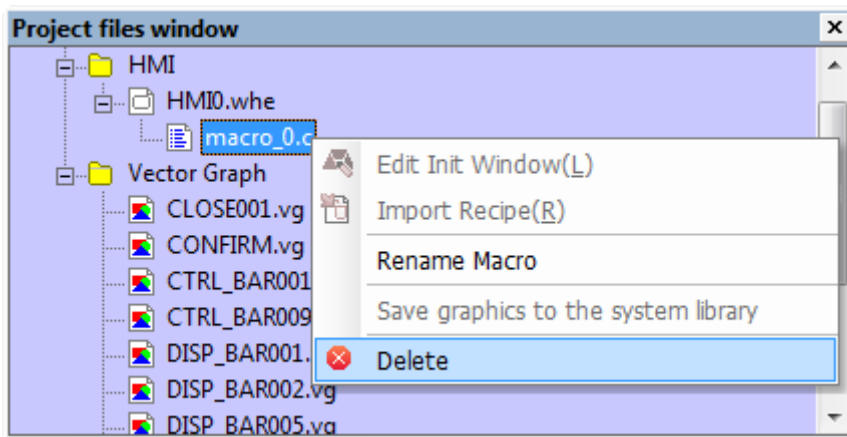 Project files window
HMI
HMI0.whe
macro_0.c
Edit Init Window(L)
Vector Graph
CLOSE001.vg
Import Recipe(R)
CONFIRM.vg
Rename Macro
CTRL_BAR001
CTRL_BAR009
Save graphics to the system library
DISP_BAR001.
Delete
DISP_BAR002.vg
DISP_BAR005.vg